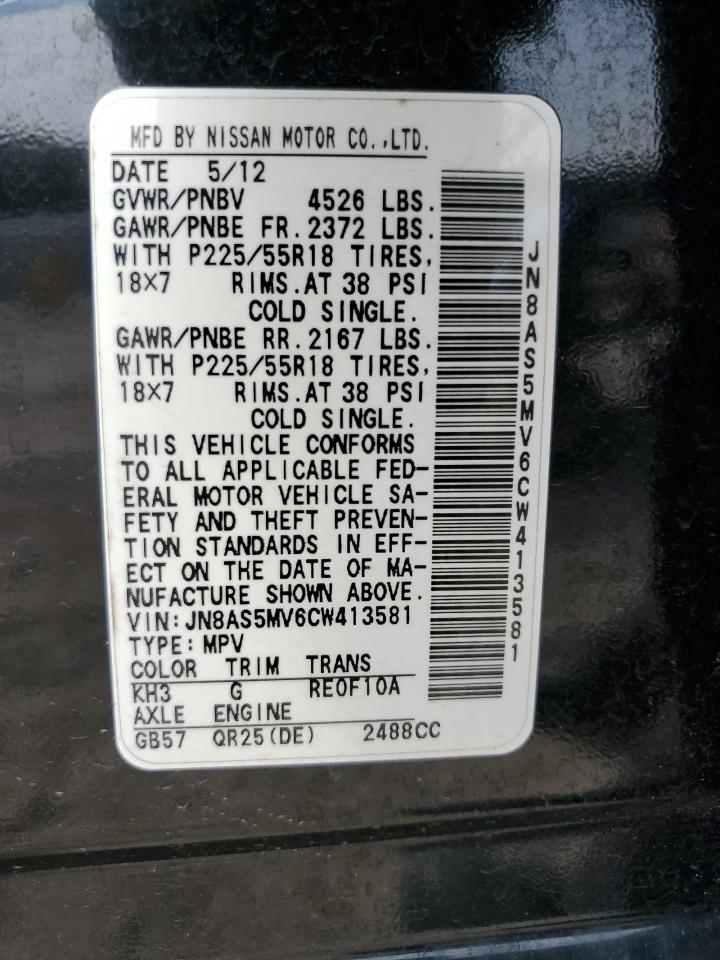 MFD BY NISSAN MOTOR CO.,LTD.
DATE 5/12
GVWR/PNBV 4526 LBS.
GAWR/PNBE FR.2372 LBS.
WITH P225/55R18 TIRES,
18X7 RIMS.AT 38 PSI
COLD SINGLE.
GAWR/PNBE RR.2167 LBS.
WITH P225/55R18 TIRES,
18X7 RIMS.AT 38 PSI
COLD SINGLE.
THIS VEHICLE CONFORMS
TO ALL APPLICABLE FED-
ERAL MOTOR VEHICLE SA-
FETY AND THEFT PREVEN-
TION STANDARDS IN EFF-
ECT ON THE DATE OF MA-
NUFACTURE SHOWN ABOVE.
VIN:JN8AS5MV6CW413581
TYPE:MPV
COLOR TRIM TRANS
KH3 G RE0F10A
AXLE ENGINE
GB57 QR25(DE) 2488CC
JN8AS5MV6CW413581